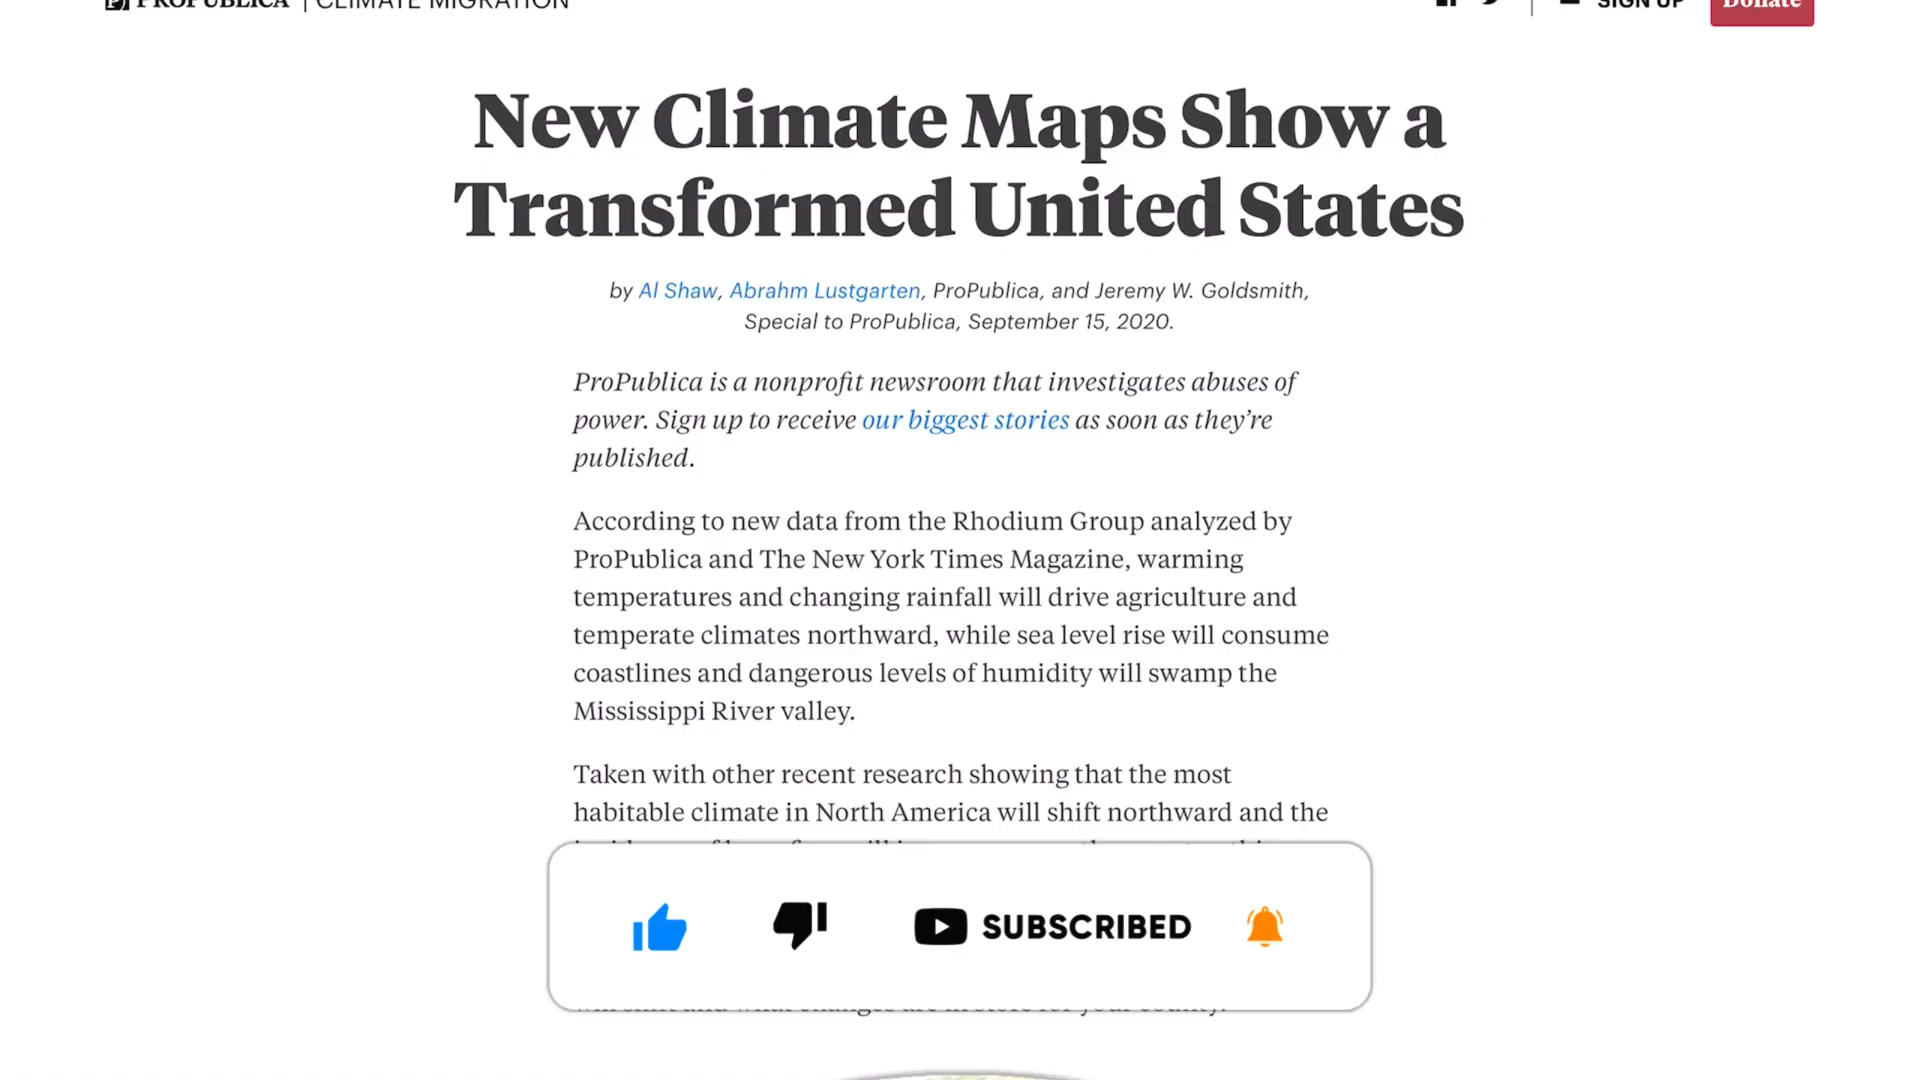 PROPUBLICA | CLIMATE MIGRATION
SIGN UP
Donate
New Climate Maps Show a
Transformed United States
by Al Shaw, Abrahm Lustgarten, ProPublica, and Jeremy W. Goldsmith,
Special to ProPublica, September 15, 2020.
ProPublica is a nonprofit newsroom that investigates abuses of
power. Sign up to receive our biggest stories as soon as they’re
published.
According to new data from the Rhodium Group analyzed by
ProPublica and The New York Times Magazine, warming
temperatures and changing rainfall will drive agriculture and
temperate climates northward, while sea level rise will consume
coastlines and dangerous levels of humidity will swamp the
Mississippi River valley.
Taken with other recent research showing that the most
habitable climate in North America will shift northward and the
SUBSCRIBED